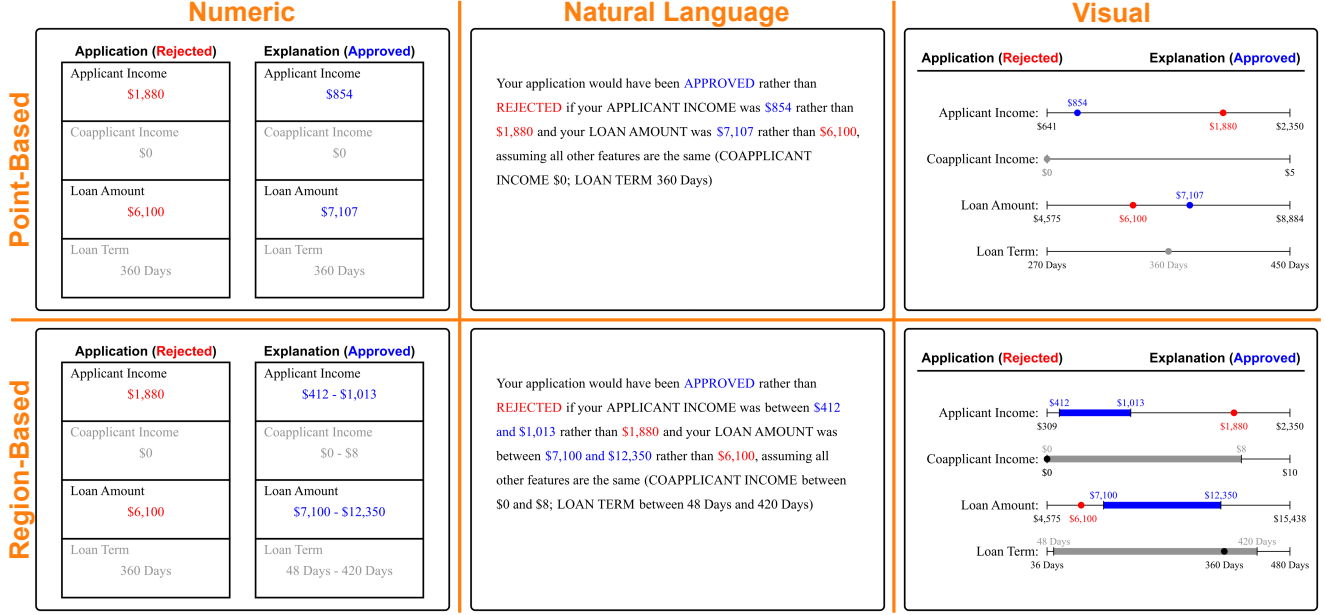 Numeric
Natural Language
Visual
Point-Based
Application (Rejected)
Explanation (Approved)
Applicant Income
$1,880
Applicant Income
$854
Coapplicant Income
$0
Coapplicant Income
$0
Loan Amount
$6,100
Loan Amount
$7,107
Loan Term
360 Days
Loan Term
360 Days
Your application would have been APPROVED rather than
REJECTED if your APPLICANT INCOME was $854 rather than
$1,880 and your LOAN AMOUNT was $7,107 rather than $6,100,
assuming all other features are the same (COAPPLICANT
INCOME $0; LOAN TERM 360 Days)
Application (Rejected)
Explanation (Approved)
$854
Applicant Income:
$641
$1,880
$2,350
Coapplicant Income:
$0
$5
$7,107
Loan Amount:
$4,575
$6,100
$8,884
Loan Term:
270 Days
360 Days
450 Days
Region-Based
Application (Rejected)
Explanation (Approved)
Applicant Income
$1,880
Applicant Income
$412 - $1,013
Coapplicant Income
$0
Coapplicant Income
$0 - $8
Loan Amount
$6,100
Loan Amount
$7,100 - $12,350
Loan Term
360 Days
Loan Term
48 Days - 420 Days
Your application would have been APPROVED rather than
REJECTED if your APPLICANT INCOME was between $412
and $1,013 rather than $1,880 and your LOAN AMOUNT was
between $7,100 and $12,350 rather than $6,100, assuming all
other features are the same (COAPPLICANT INCOME between
$0 and $8; LOAN TERM between 48 Days and 420 Days)
Application (Rejected)
Explanation (Approved)
$412
$1,013
Applicant Income:
$309
$1,880
$2,350
$0
$8
Coapplicant Income:
$0
$10
$7,100
$12,350
Loan Amount:
$4,575
$6,100
$15,438
48 Days
420 Days
Loan Term:
36 Days
360 Days
480 Days